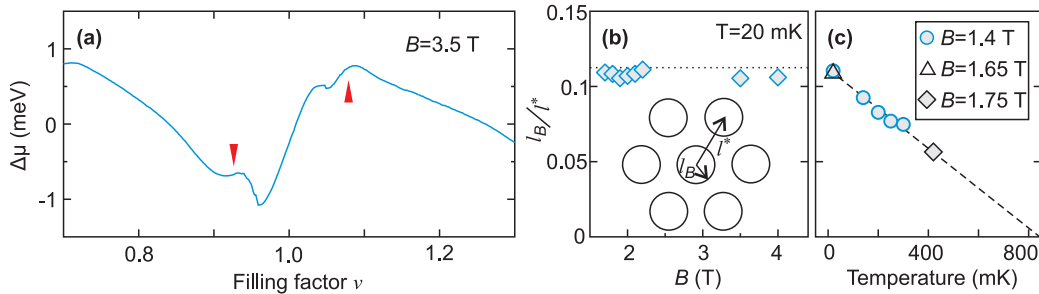 (a)
B=3.5 T
Δμ (meV)
1
0
-1
0.8
1.0
1.2
Filling factor ν
(b)
T=20 mK
l_B/l*
0.15
0.1
0.05
0
l*
l_B
2
3
4
B (T)
(c)
B=1.4 T
B=1.65 T
B=1.75 T
0
400
800
Temperature (mK)